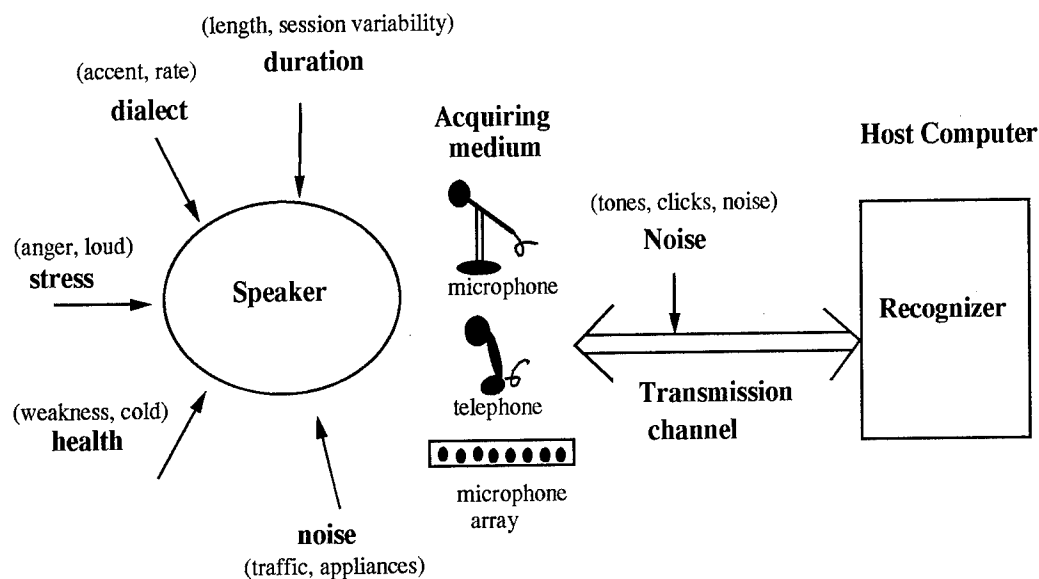 (length, session variability)
duration
(accent, rate)
dialect
(anger, loud)
stress
Speaker
(weakness, cold)
health
noise
(traffic, appliances)
Acquiring
medium
microphone
telephone
microphone
array
(tones, clicks, noise)
Noise
Transmission
channel
Host Computer
Recognizer